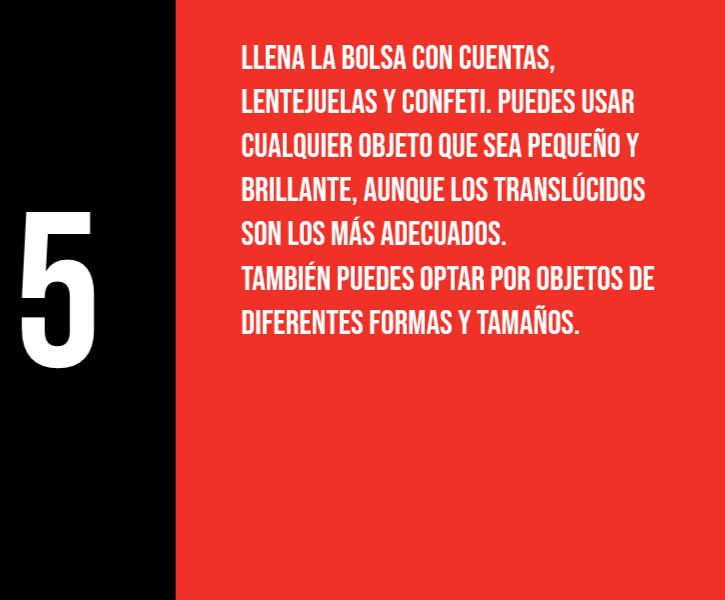 5
LLENA LA BOLSA CON CUENTAS,
LENTEJUELAS Y CONFETI. PUEDES USAR
CUALQUIER OBJETO QUE SEA PEQUEÑO Y
BRILLANTE, AUNQUE LOS TRANSLÚCIDOS
SON LOS MÁS ADECUADOS.
TAMBIÉN PUEDES OPTAR POR OBJETOS DE
DIFERENTES FORMAS Y TAMAÑOS.